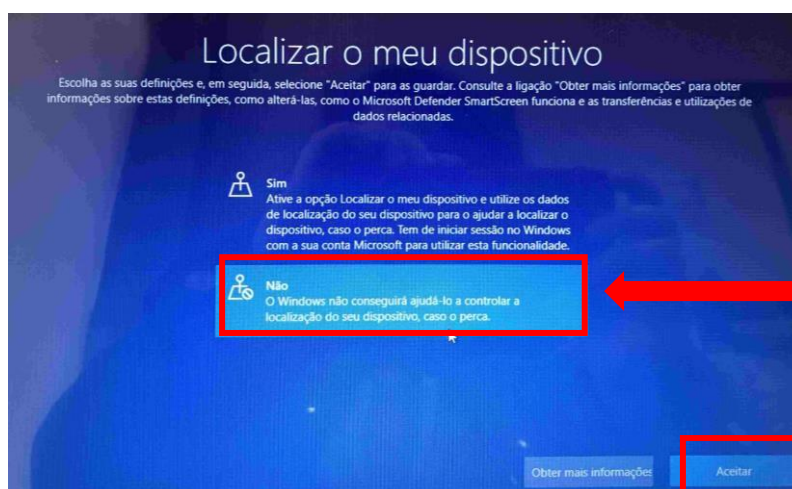 Localizar o meu dispositivo
Escolha as suas definições e, em seguida, selecione "Aceitar" para as guardar. Consulte a ligação "Obter mais informações" para obter
informações sobre estas definições, como alterá-las, como o Microsoft Defender SmartScreen funciona e as transferências e utilizações de
dados relacionadas.
Sim
Ative a opção Localizar o meu dispositivo e utilize os dados
de localização do seu dispositivo para o ajudar a localizar o
dispositivo, caso o perca. Tem de iniciar sessão no Windows
com a sua conta Microsoft para utilizar esta funcionalidade.
Não
O Windows não conseguirá ajudá-lo a controlar a
localização do seu dispositivo, caso o perca.
Obter mais informações
Aceitar